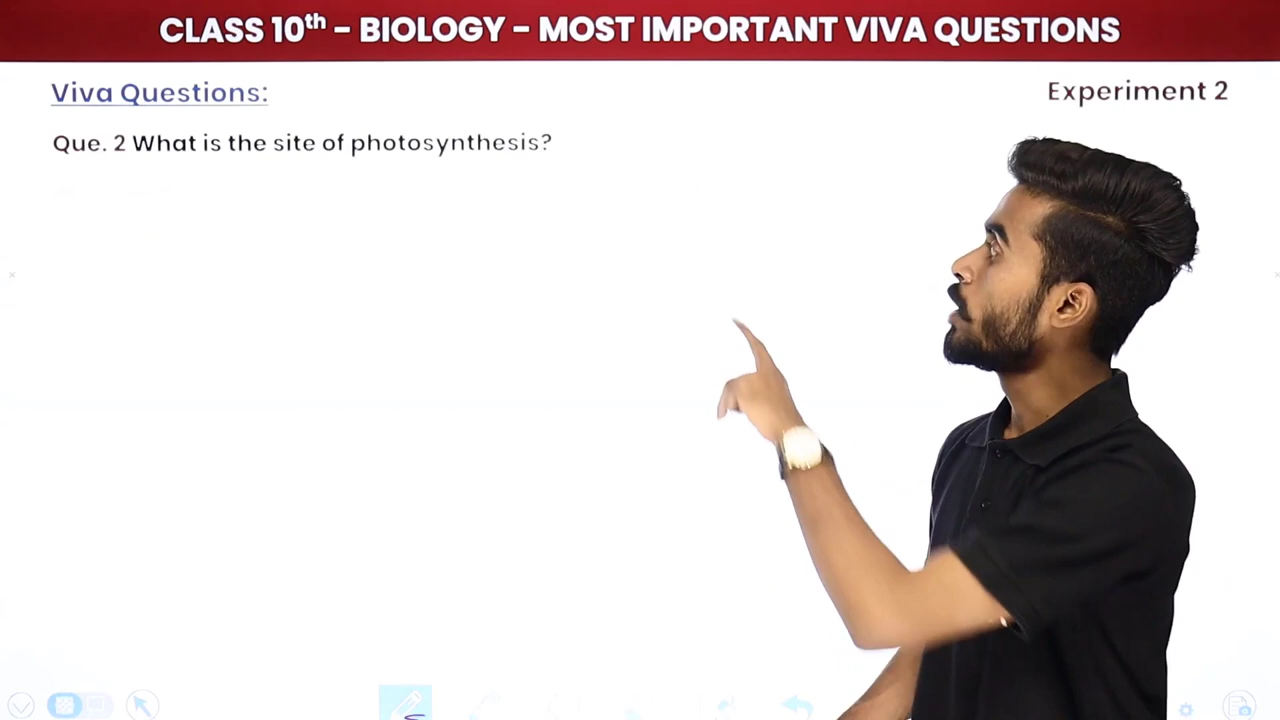 CLASS 10th - BIOLOGY - MOST IMPORTANT VIVA QUESTIONS
Viva Questions:
Experiment 2
Que. 2 What is the site of photosynthesis?